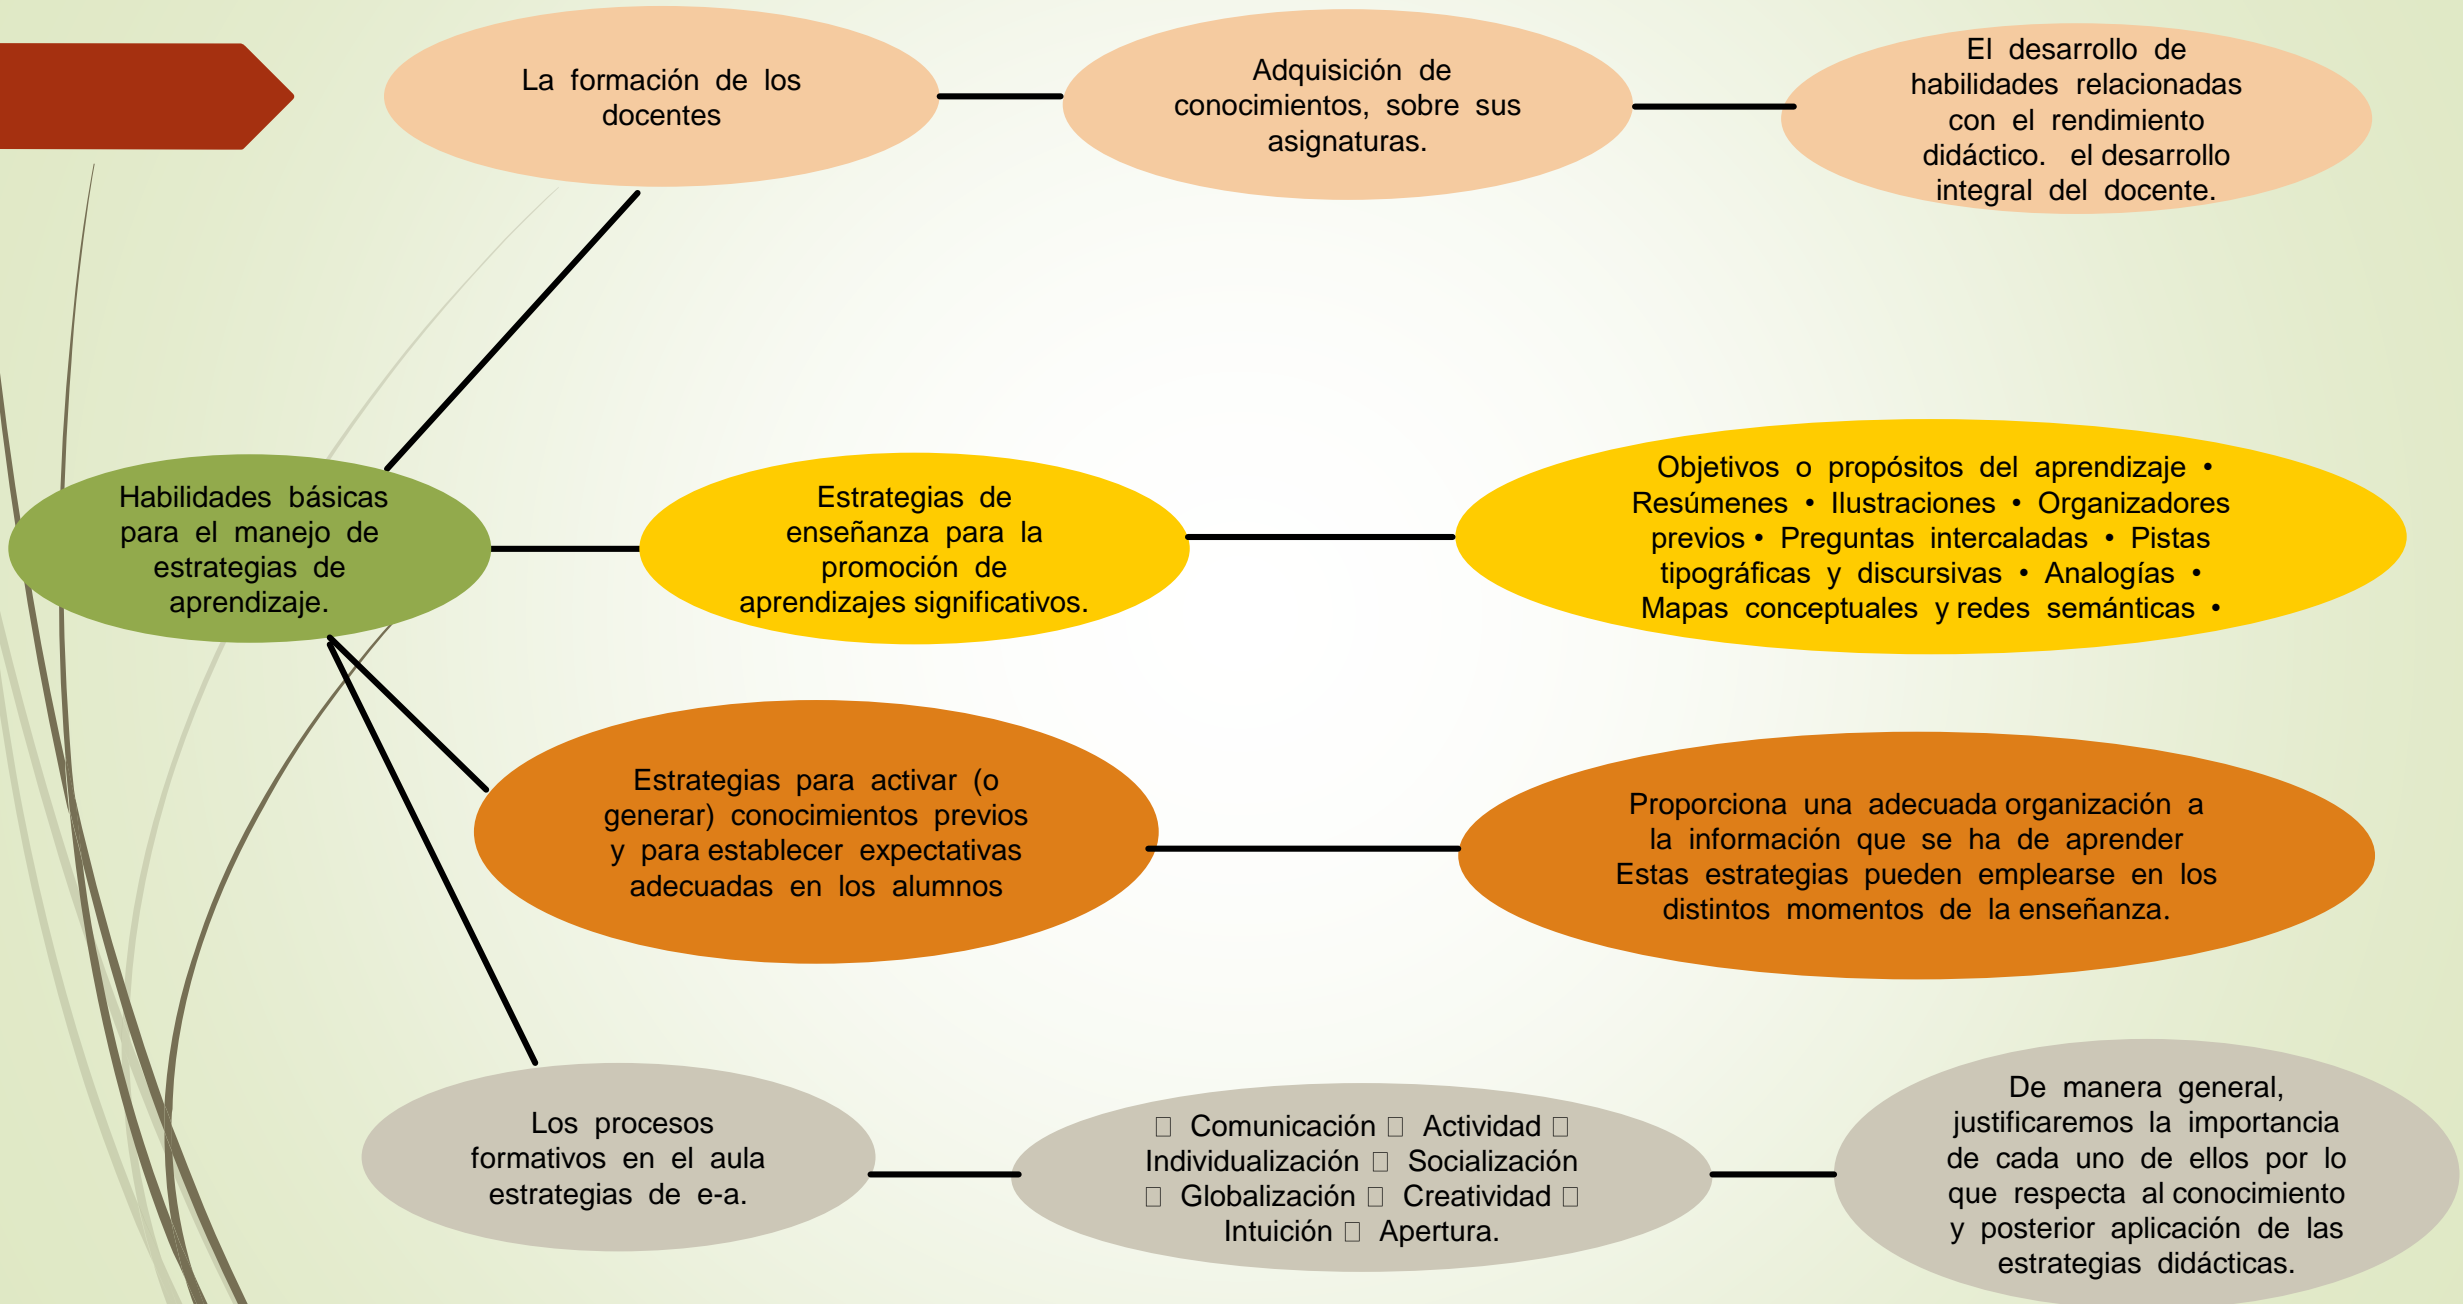 La formación de los
docentes
Adquisición de
conocimientos, sobre sus
asignaturas.
El desarrollo de
habilidades relacionadas
con el rendimiento
didáctico. el desarrollo
integral del docente.
Habilidades básicas
para el manejo de
estrategias de
aprendizaje.
Estrategias de
enseñanza para la
promoción de
aprendizajes significativos.
Objetivos o propósitos del aprendizaje •
Resúmenes • Ilustraciones • Organizadores
previos • Preguntas intercaladas • Pistas
tipográficas y discursivas • Analogías •
Mapas conceptuales y redes semánticas •
Estrategias para activar (o
generar) conocimientos previos
y para establecer expectativas
adecuadas en los alumnos
Proporciona una adecuada organización a
la información que se ha de aprender
Estas estrategias pueden emplearse en los
distintos momentos de la enseñanza.
Los procesos
formativos en el aula
estrategias de e-a.
□ Comunicación □ Actividad □
Individualización □ Socialización
□ Globalización □ Creatividad □
Intuición □ Apertura.
De manera general,
justificaremos la importancia
de cada uno de ellos por lo
que respecta al conocimiento
y posterior aplicación de las
estrategias didácticas.